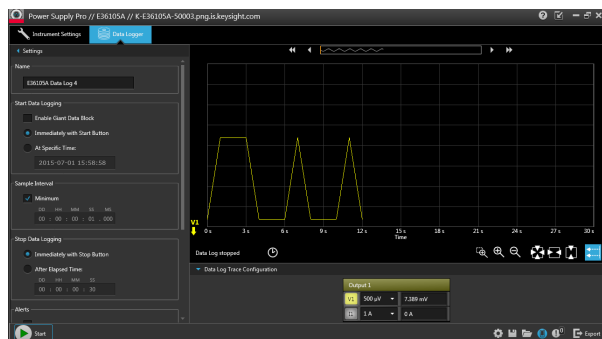 Power Supply Pro // E36105A // K-E36105A-50003.png.is.keysight.com
Instrument Settings
Data Logger
Settings
Name
E36105A Data Log 4
Start Data Logging
Enable Giant Data Block
Immediately with Start Button
At Specific Time:
2015-07-01 15:58:58
Sample Interval
Minimum
DD HH MM SS MS
00 : 00 : 00 : 01 . 000
Stop Data Logging
Immediately with Stop Button
After Elapsed Time:
DD HH MM SS
00 : 00 : 00 : 30
Alerts
Start
V1
0 s 3 s 6 s 9 s 12 s 15 s 18 s 21 s 24 s 27 s 30 s
Time
Data Log stopped
Data Log Trace Configuration
Output 1
V1 500 µV 7.389 mV
I1 1 A 0 A
0
Export